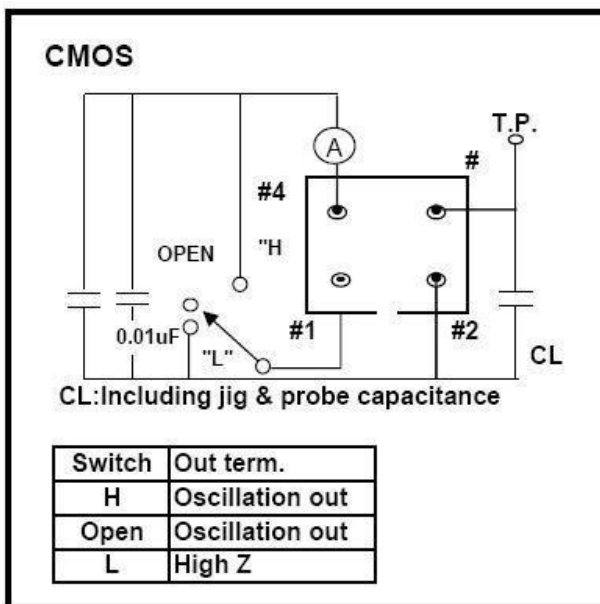 CMOS
T.P.
A
#
#4
OPEN
"H
0.01uF
"L"
#1
#2
CL
CL:Including jig & probe capacitance
Switch Out term.
H Oscillation out
Open Oscillation out
L High Z